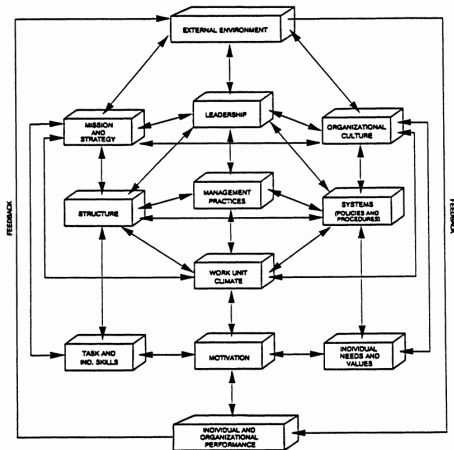 EXTERNAL ENVIRONMENT
LEADERSHIP
MISSION
AND
STRATEGY
ORGANIZATIONAL
CULTURE
MANAGEMENT
PRACTICES
STRUCTURE
SYSTEMS
(POLICIES AND
PROCEDURES)
FEEDBACK
FEEDBACK
WORK UNIT
CLIMATE
TASK AND
IND. SKILLS
MOTIVATION
INDIVIDUAL
NEEDS AND
VALUES
INDIVIDUAL AND
ORGANIZATIONAL
PERFORMANCE